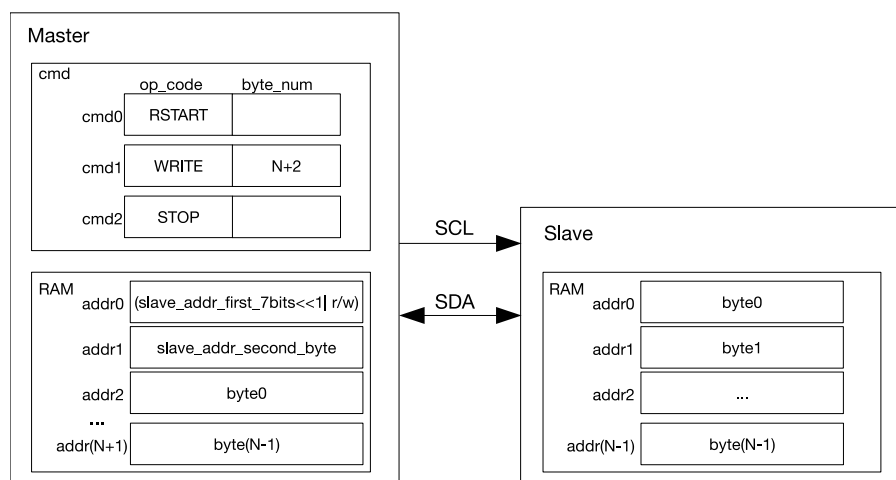 Master
cmd
op_code byte_num
cmd0 RSTART
cmd1 WRITE N+2
cmd2 STOP
RAM
addr0 (slave_addr_first_7bits<<1| r/w)
addr1 slave_addr_second_byte
addr2 byte0
...
addr(N+1) byte(N-1)
SCL
SDA
Slave
RAM
addr0 byte0
addr1 byte1
addr2 ...
addr(N-1) byte(N-1)